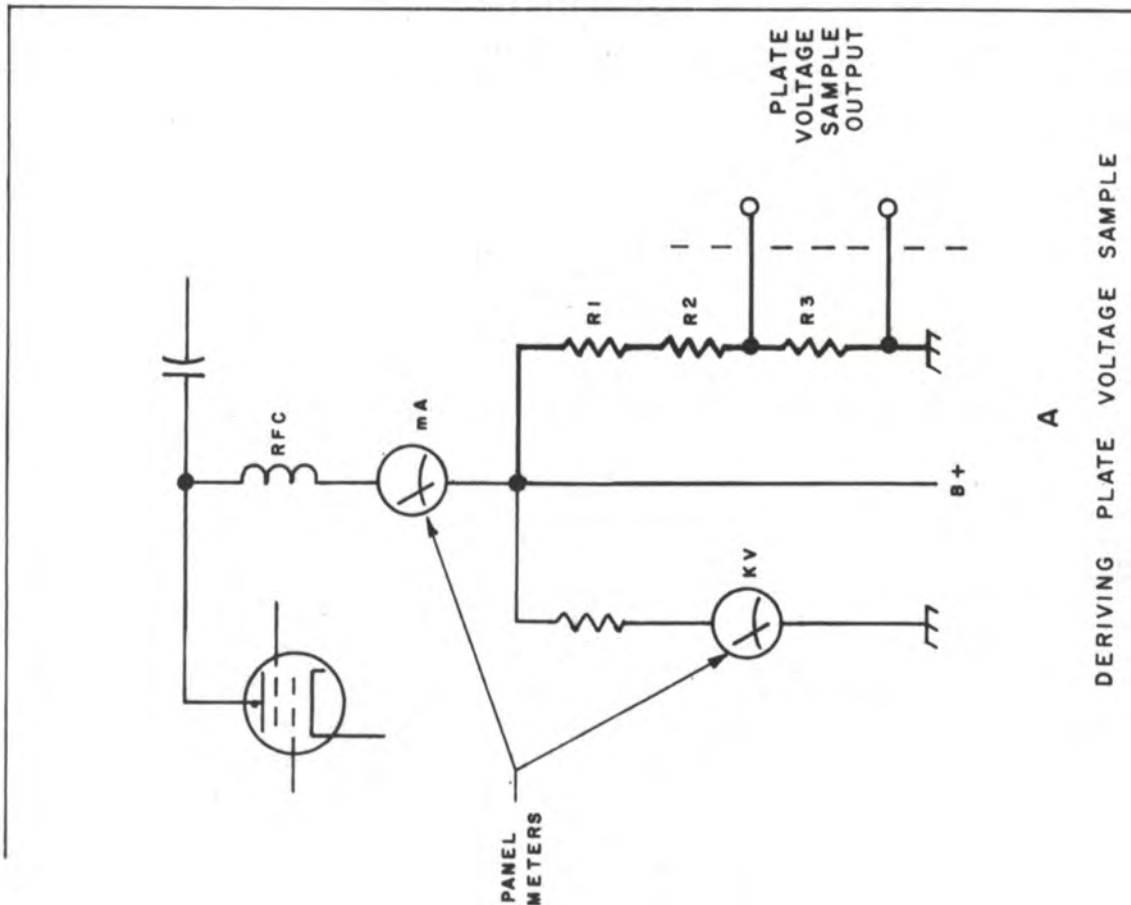 PLATE
VOLTAGE
SAMPLE
OUTPUT
RFC
mA
R1
R2
R3
KV
B+
PANEL
METERS
A
DERIVING PLATE VOLTAGE SAMPLE